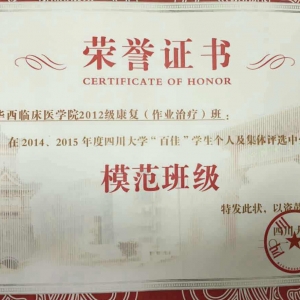 荣誉证书
CERTIFICATE OF HONOR
华西临床医学院2012级康复（作业治疗）班：
在2014、2015年度四川大学“百佳”学生个人及集体评选中
模范班级
特发此状，以资
四川